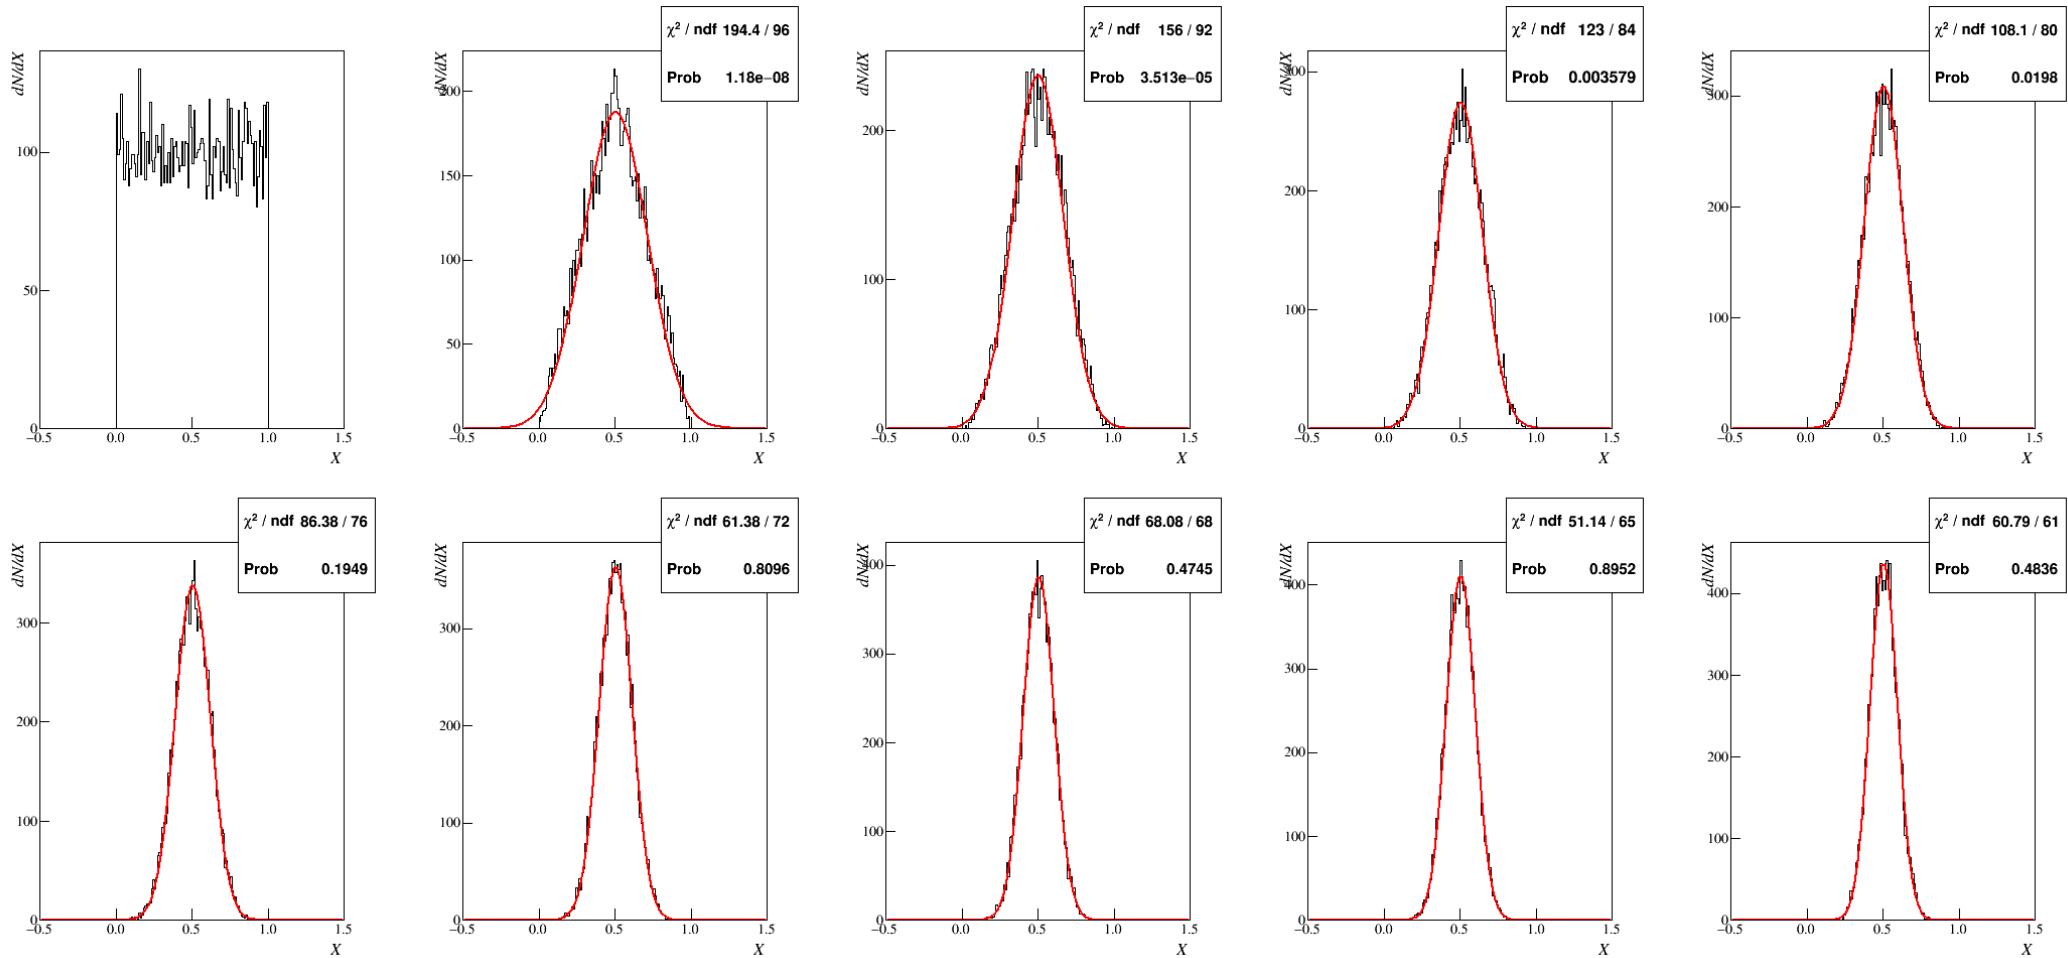 dN/dX
100
50
0
−0.5 0.0 0.5 1.0 1.5
X
χ² / ndf 194.4 / 96
Prob 1.18e−08
dN/dX
200
150
100
50
0
−0.5 0.0 0.5 1.0 1.5
X
χ² / ndf 156 / 92
Prob 3.513e−05
dN/dX
200
100
0
−0.5 0.0 0.5 1.0 1.5
X
χ² / ndf 123 / 84
Prob 0.003579
dN/dX
300
200
100
0
−0.5 0.0 0.5 1.0 1.5
X
χ² / ndf 108.1 / 80
Prob 0.0198
dN/dX
300
200
100
0
−0.5 0.0 0.5 1.0 1.5
X
χ² / ndf 86.38 / 76
Prob 0.1949
dN/dX
300
200
100
0
−0.5 0.0 0.5 1.0 1.5
X
χ² / ndf 61.38 / 72
Prob 0.8096
dN/dX
300
200
100
0
−0.5 0.0 0.5 1.0 1.5
X
χ² / ndf 68.08 / 68
Prob 0.4745
dN/dX
400
300
200
100
0
−0.5 0.0 0.5 1.0 1.5
X
χ² / ndf 51.14 / 65
Prob 0.8952
dN/dX
400
300
200
100
0
−0.5 0.0 0.5 1.0 1.5
X
χ² / ndf 60.79 / 61
Prob 0.4836
dN/dX
400
300
200
100
0
−0.5 0.0 0.5 1.0 1.5
X